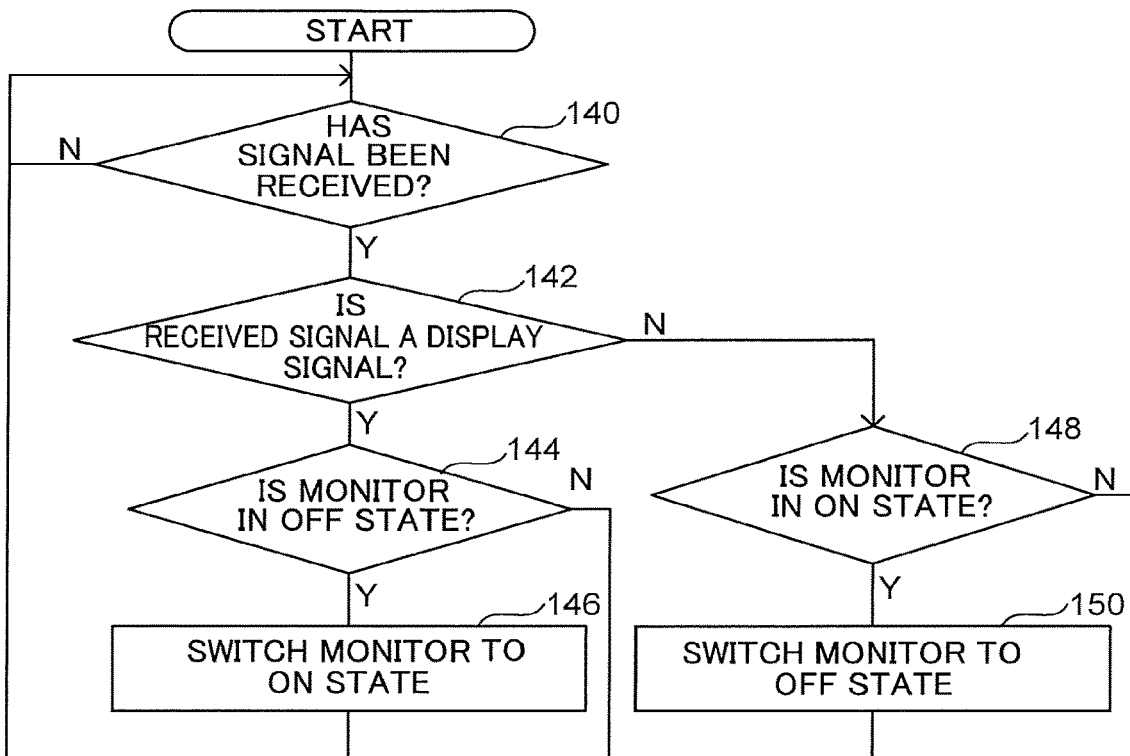 START
140
HAS
SIGNAL BEEN
RECEIVED?
N
Y
142
IS
RECEIVED SIGNAL A DISPLAY
SIGNAL?
N
Y
144
IS MONITOR
IN OFF STATE?
N
Y
146
SWITCH MONITOR TO
ON STATE
148
IS MONITOR
IN ON STATE?
N
Y
150
SWITCH MONITOR TO
OFF STATE